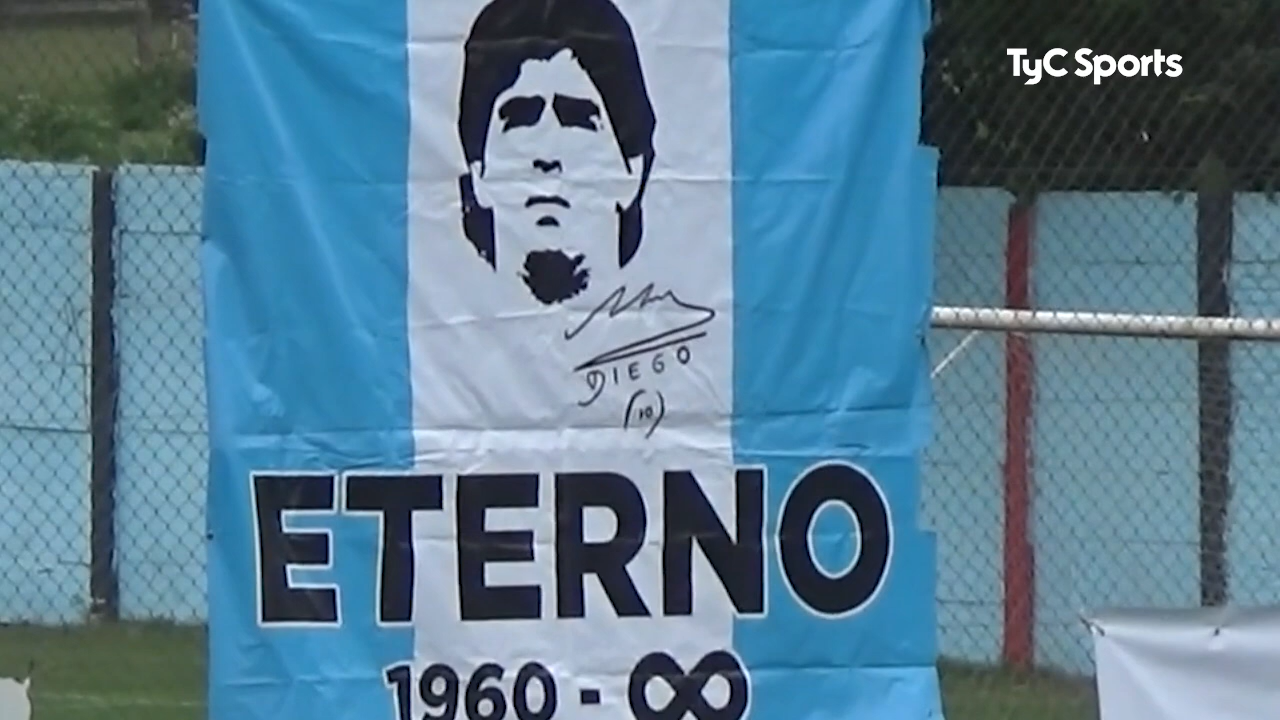 TyC Sports
DIEGO
(10)
ETERNO
1960 - ∞